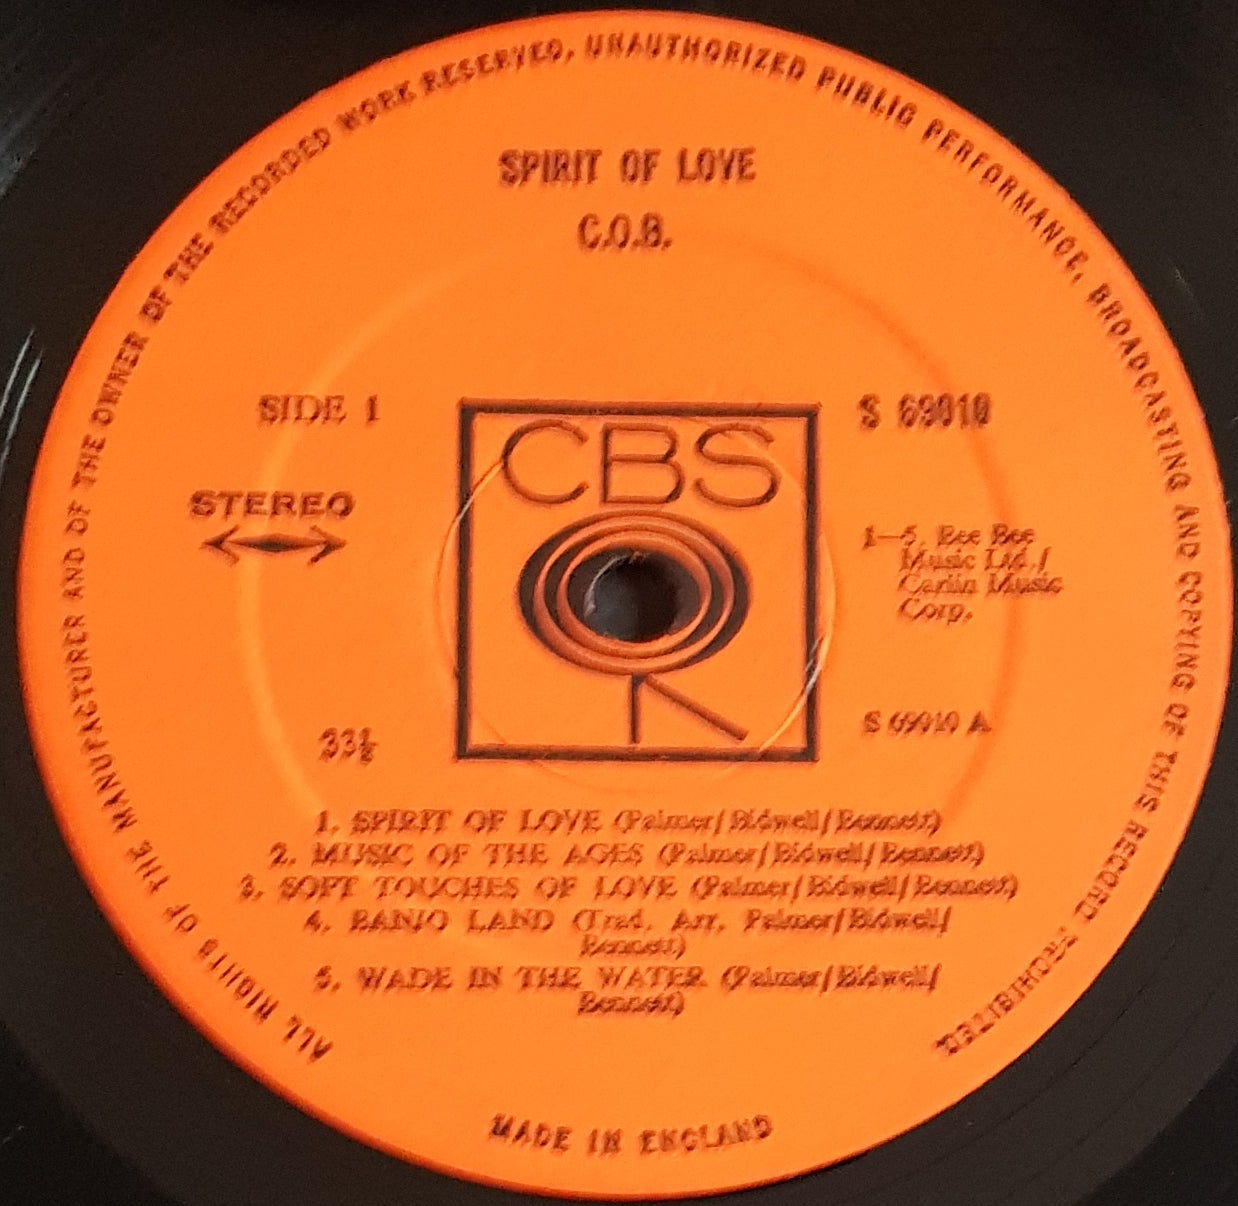 ALL RIGHTS OF THE MANUFACTURER AND OF THE OWNER OF THE RECORDED WORK RESERVED, UNAUTHORIZED PUBLIC PERFORMANCE, BROADCASTING AND COPYING OF THIS RECORD PROHIBITED.
SPIRIT OF LOVE
C.O.B.
SIDE 1
S 69010
CBS
STEREO
1—5. Bee Bee
Music Ltd./
Carlin Music
Corp.
S 69010 A
33⅓
1. SPIRIT OF LOVE (Palmer/Bidwell/Bennett)
2. MUSIC OF THE AGES (Palmer/Bidwell/Bennett)
3. SOFT TOUCHES OF LOVE (Palmer/Bidwell/Bennett)
4. BANJO LAND (Trad. Arr. Palmer/Bidwell/
Bennett)
5. WADE IN THE WATER (Palmer/Bidwell/
Bennett)
MADE IN ENGLAND